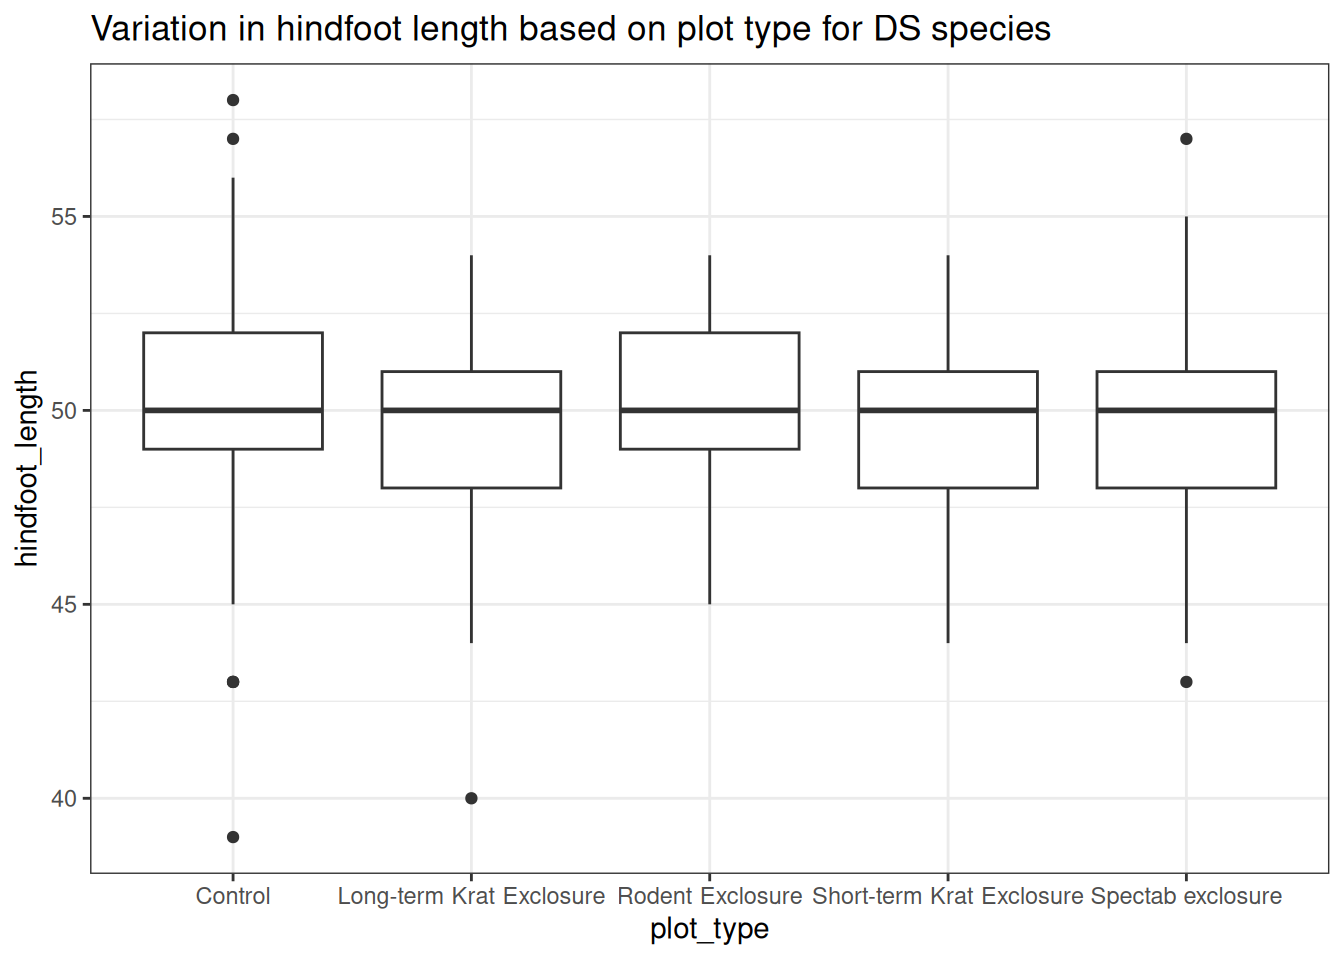 Variation in hindfoot length based on plot type for DS species
hindfoot_length
55
50
45
40
Control Long-term Krat Exclosure Rodent Exclosure Short-term Krat Exclosure Spectab exclosure
plot_type